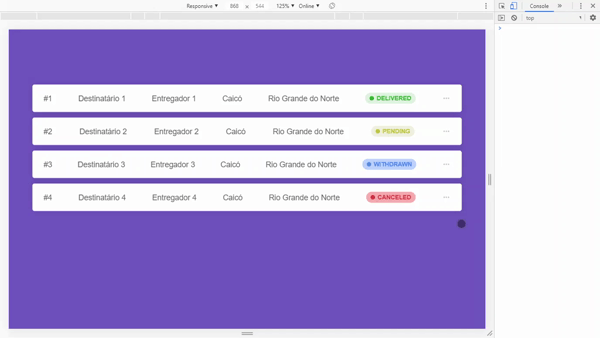 Responsive ▼ 860 × 544 125% ▼ Online ▼
Console » 
top ▼
#1 Destinatário 1 Entregador 1 Caicó Rio Grande do Norte DELIVERED ...
#2 Destinatário 2 Entregador 2 Caicó Rio Grande do Norte PENDING ...
#3 Destinatário 3 Entregador 3 Caicó Rio Grande do Norte WITHDRAWN ...
#4 Destinatário 4 Entregador 4 Caicó Rio Grande do Norte CANCELED ...